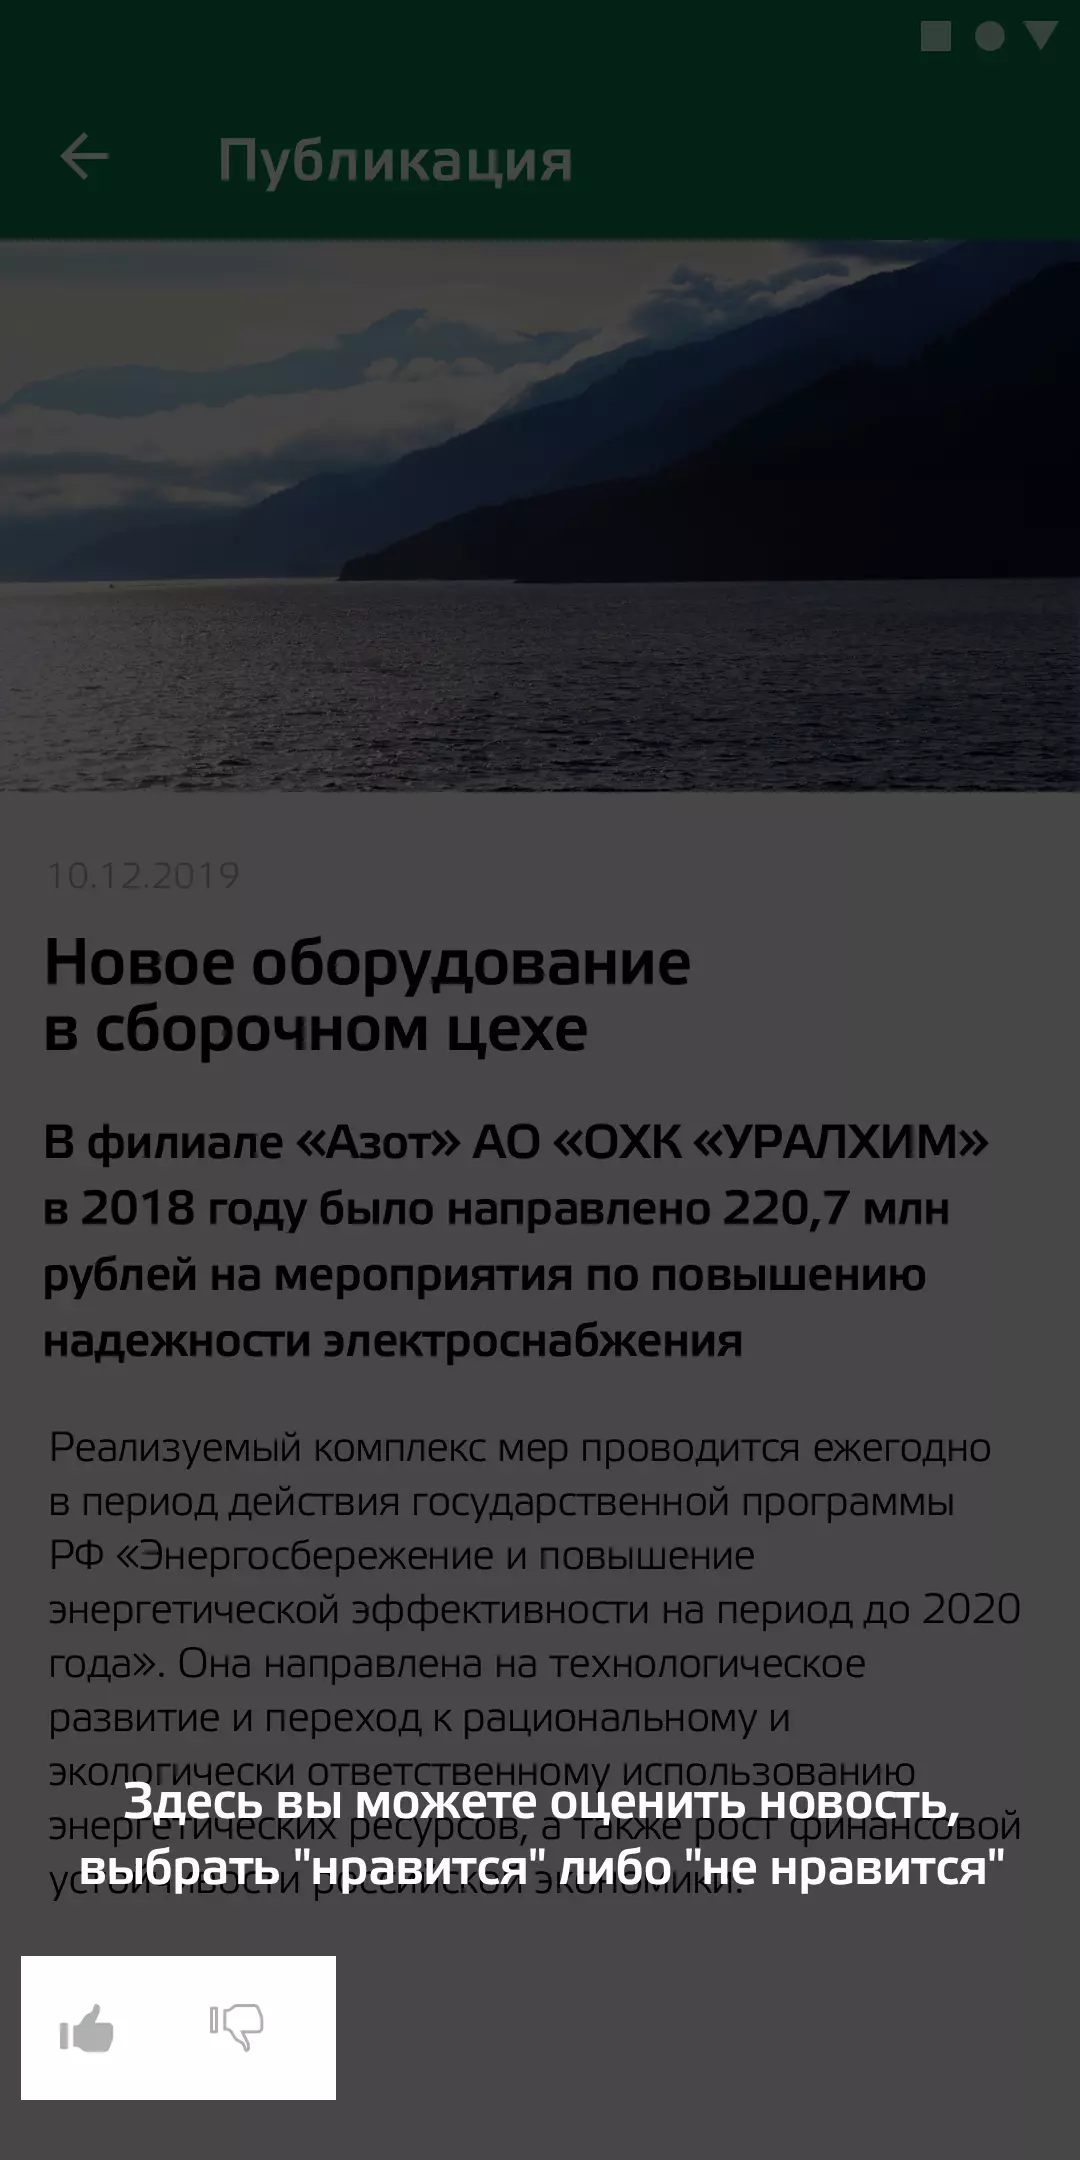 Публикация
10.12.2019
Новое оборудование
в сборочном цехе
В филиале «Азот» АО «ОХК «УРАЛХИМ»
в 2018 году было направлено 220,7 млн
рублей на мероприятия по повышению
надежности электроснабжения
Реализуемый комплекс мер проводится ежегодно
в период действия государственной программы
РФ «Энергосбережение и повышение
энергетической эффективности на период до 2020
года». Она направлена на технологическое
развитие и переход к рациональному и
экологически ответственному использованию
Здесь вы можете оценить новость,
энергетических ресурсов, а также рост финансовой
выбрать "нравится" либо "не нравится"
устойчивости российской экономики.